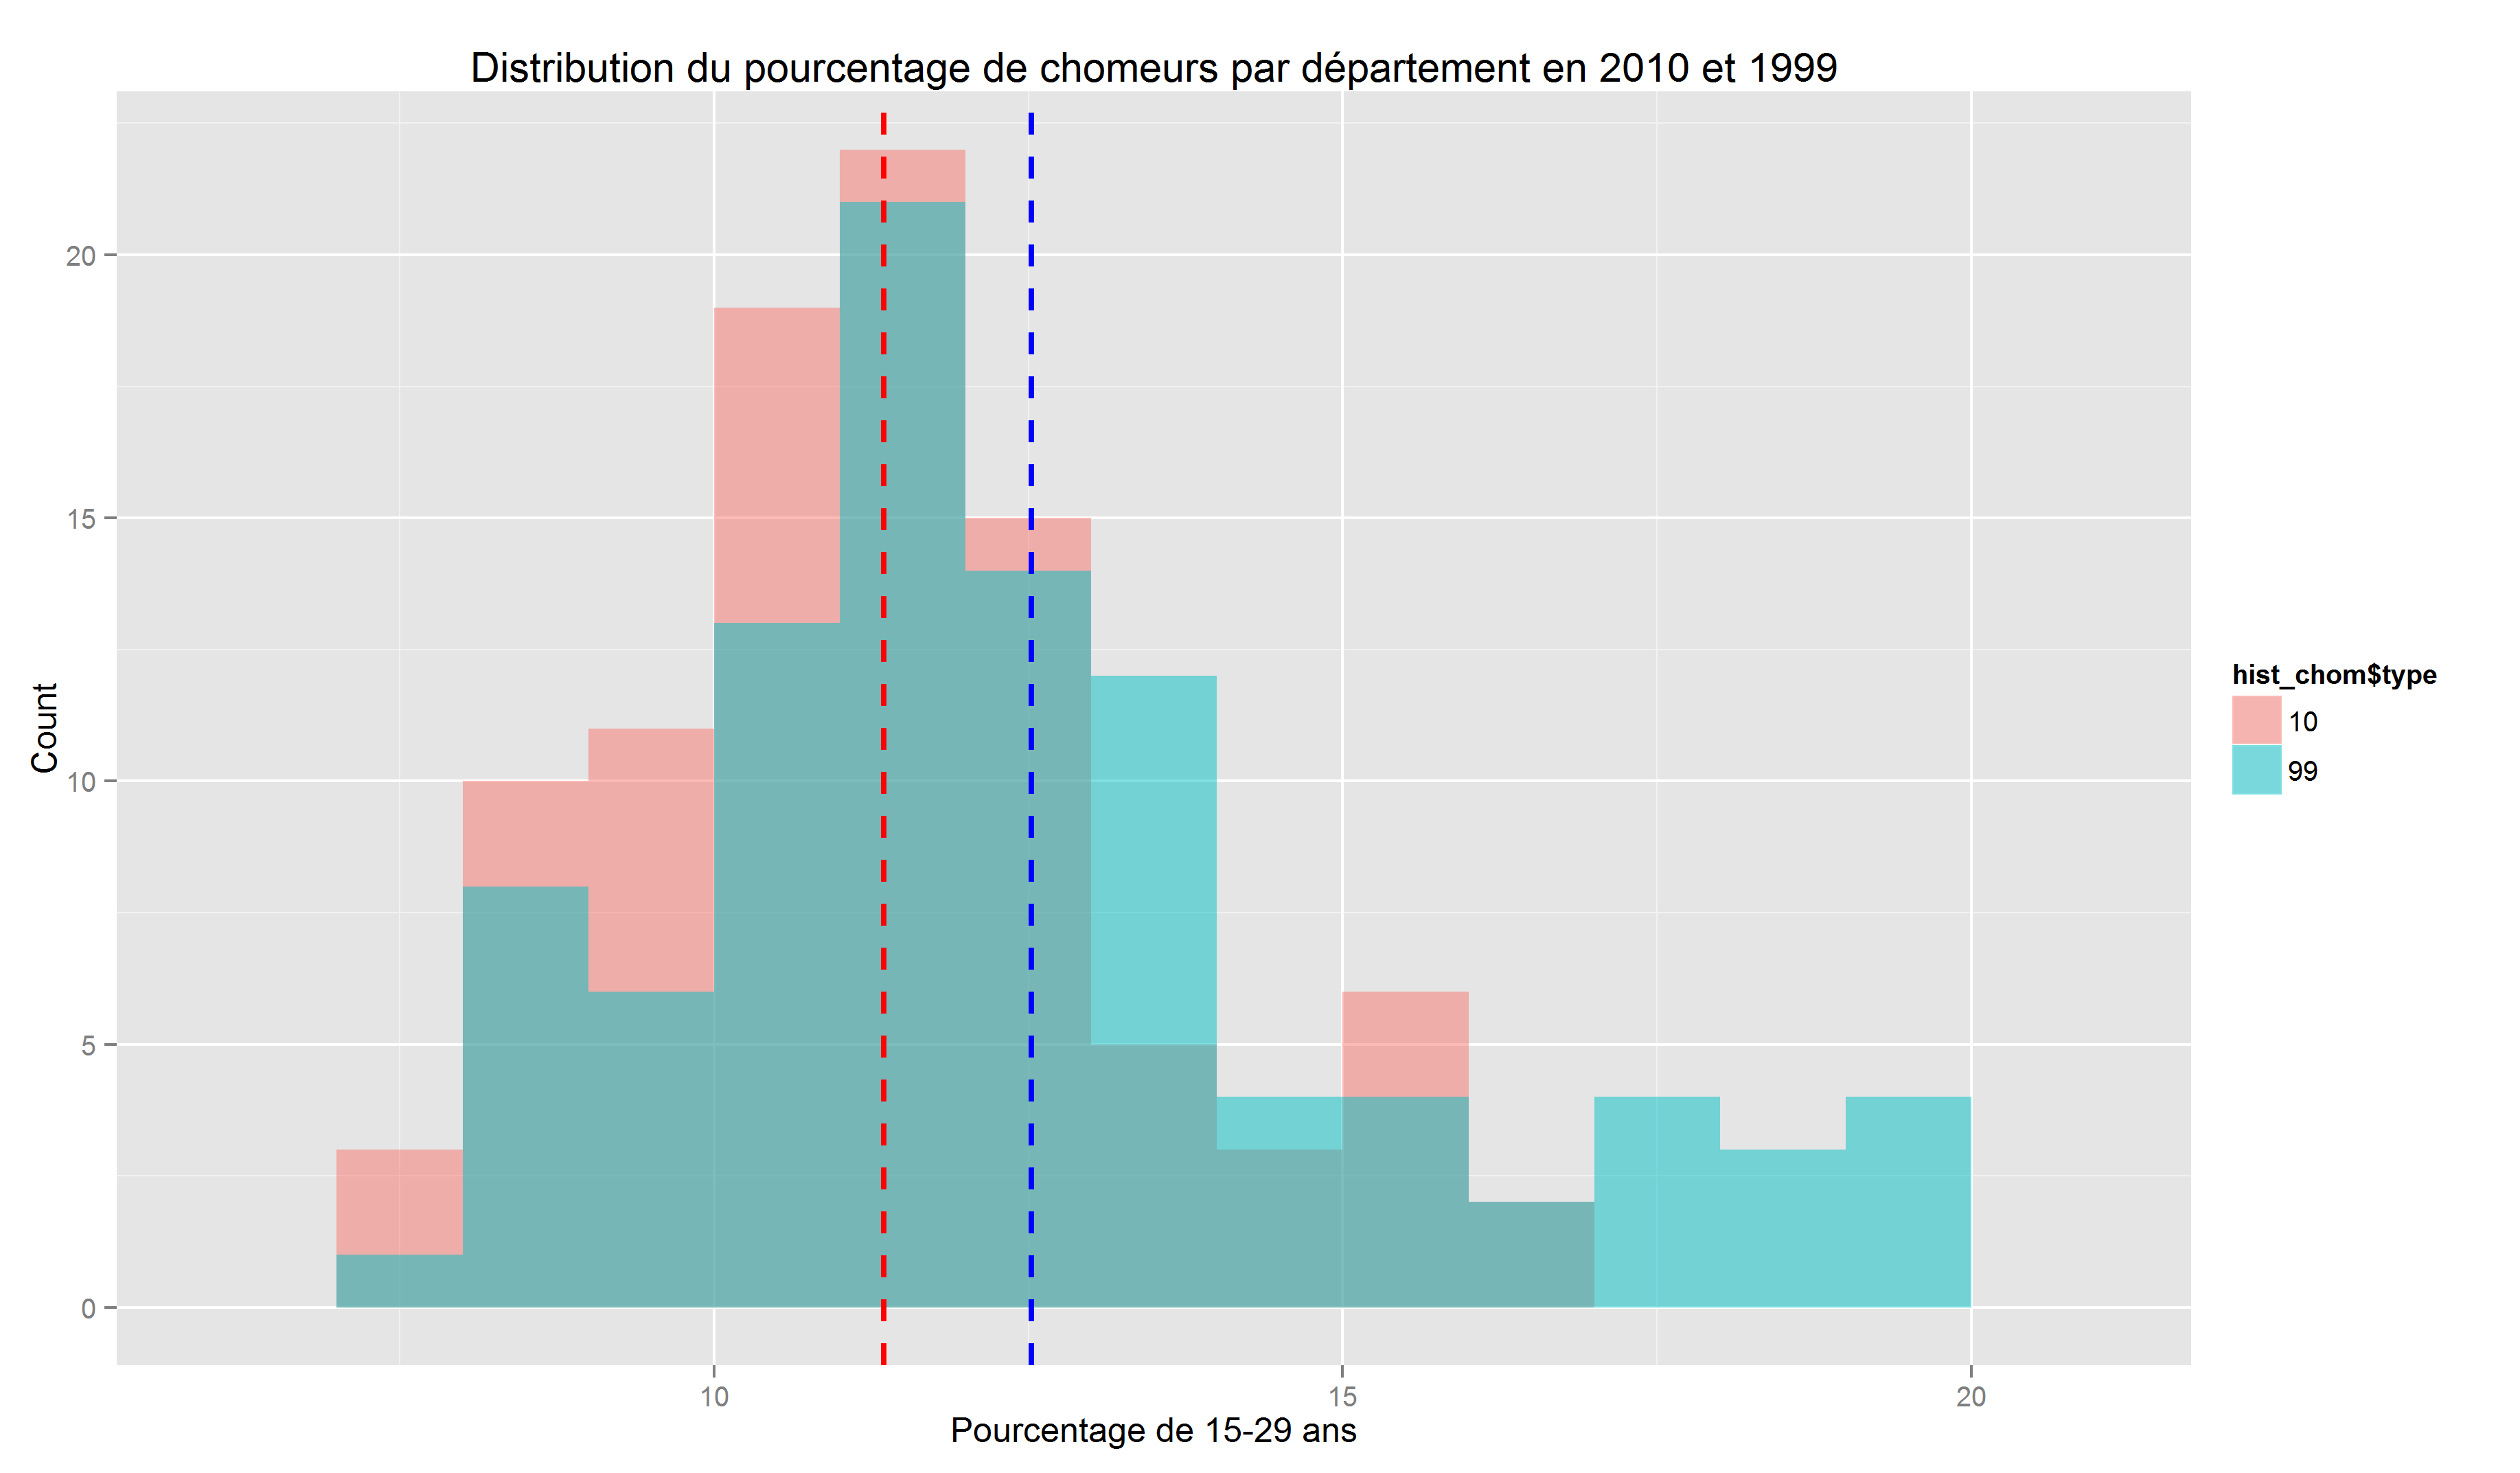 Distribution du pourcentage de chomeurs par département en 2010 et 1999
Count
20
15
10
5
0
10
15
20
Pourcentage de 15-29 ans
hist_chom$type
10
99